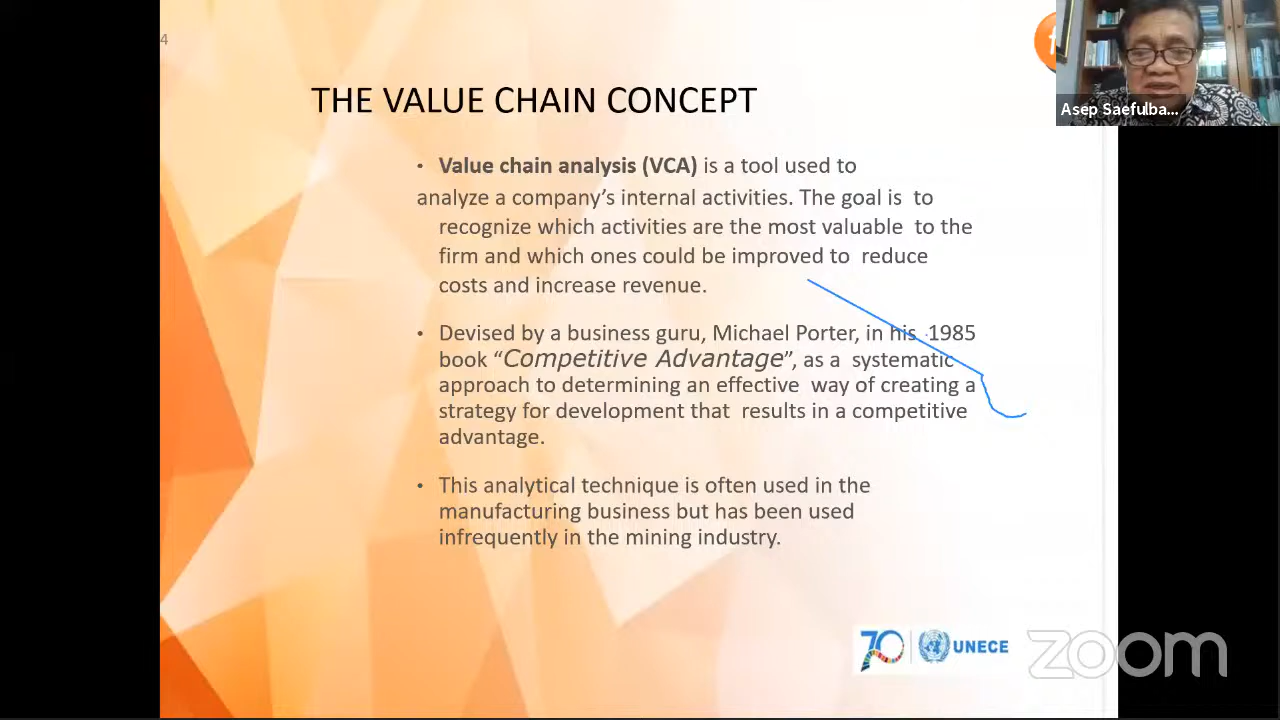 4
THE VALUE CHAIN CONCEPT
Asep Saefulba...
• Value chain analysis (VCA) is a tool used to
analyze a company’s internal activities. The goal is to
recognize which activities are the most valuable to the
firm and which ones could be improved to reduce
costs and increase revenue.
• Devised by a business guru, Michael Porter, in his 1985
book “Competitive Advantage”, as a systematic
approach to determining an effective way of creating a
strategy for development that results in a competitive
advantage.
• This analytical technique is often used in the
manufacturing business but has been used
infrequently in the mining industry.
70
UNECE
zoom